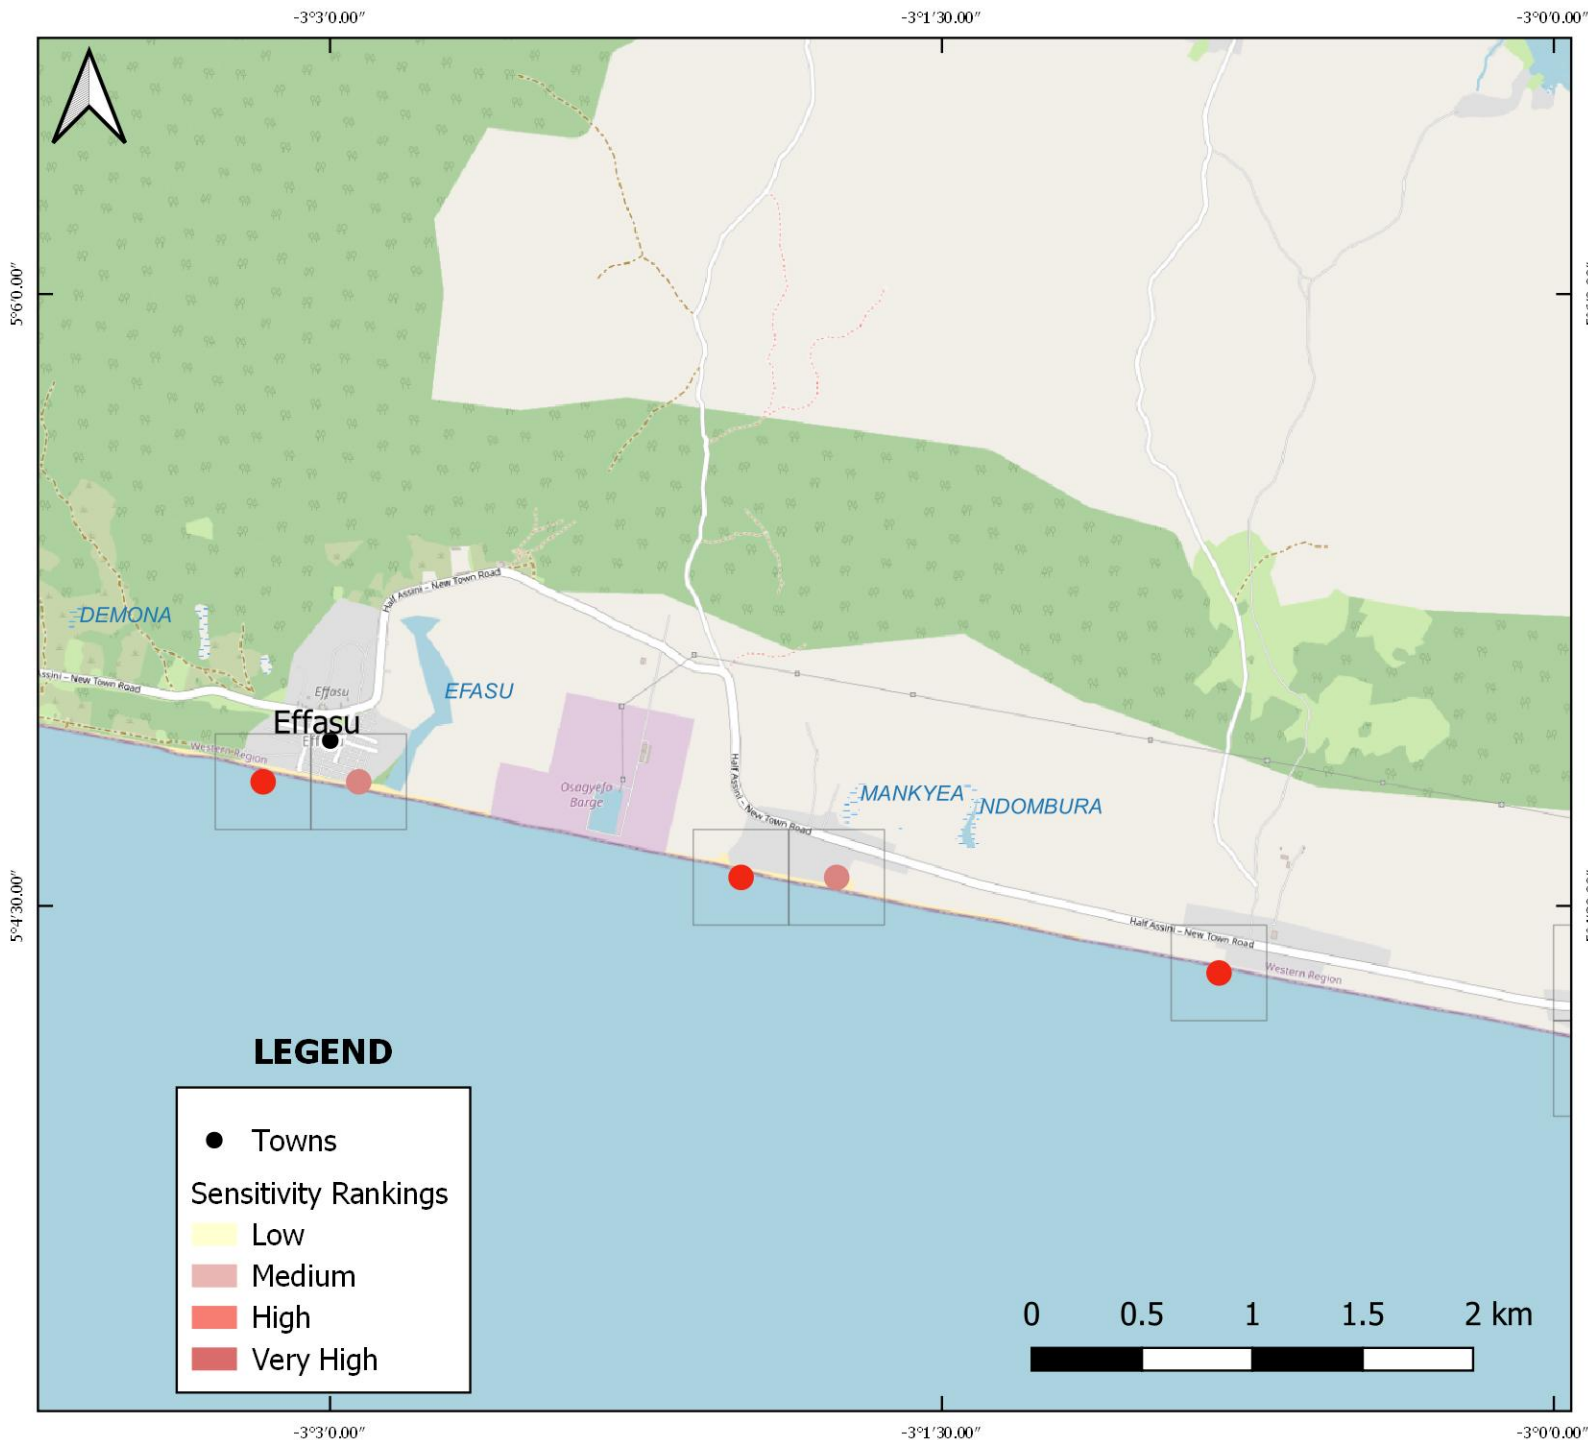 -3°3′0.00″
-3°1′30.00″
-3°0′0.00″
5°6′0.00″
DEMONA
Half Assini – New Town Road
Assini – New Town Road
Effasu
EFASU
Effasu
Western Region
Osagyefo
Barge
Half Assini – New Town Road
MANKYEA
NDOMBURA
5°4′30.00″
Half Assini – New Town Road
Western Region
LEGEND
Towns
Sensitivity Rankings
Low
Medium
High
Very High
0 0.5 1 1.5 2 km
-3°3′0.00″
-3°1′30.00″
-3°0′0.00″